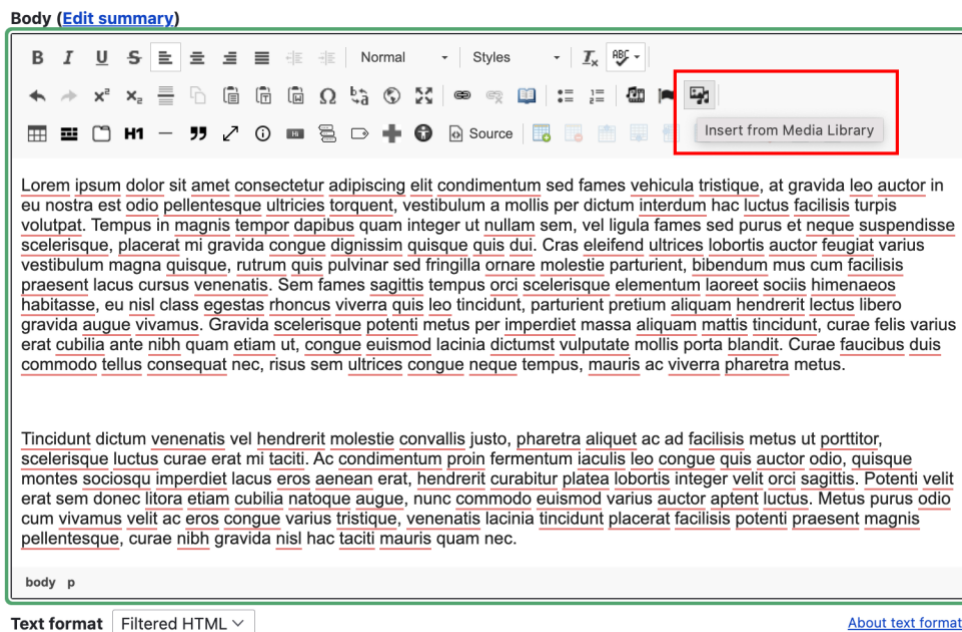 Body (Edit summary)
B I U S Normal Styles Tx ABC
x² x₂ Ω
H1 Source
Insert from Media Library
Lorem ipsum dolor sit amet consectetur adipiscing elit condimentum sed fames vehicula tristique, at gravida leo auctor in
eu nostra est odio pellentesque ultricies torquent, vestibulum a mollis per dictum interdum hac luctus facilisis turpis
volutpat. Tempus in magnis tempor dapibus quam integer ut nullam sem, vel ligula fames sed purus et neque suspendisse
scelerisque, placerat mi gravida congue dignissim quisque quis dui. Cras eleifend ultrices lobortis auctor feugiat varius
vestibulum magna quisque, rutrum quis pulvinar sed fringilla ornare molestie parturient, bibendum mus cum facilisis
praesent lacus cursus venenatis. Sem fames sagittis tempus orci scelerisque elementum laoreet sociis himenaeos
habitasse, eu nisl class egestas rhoncus viverra quis leo tincidunt, parturient pretium aliquam hendrerit lectus libero
gravida augue vivamus. Gravida scelerisque potenti metus per imperdiet massa aliquam mattis tincidunt, curae felis varius
erat cubilia ante nibh quam etiam ut, congue euismod lacinia dictumst vulputate mollis porta blandit. Curae faucibus duis
commodo tellus consequat nec, risus sem ultrices congue neque tempus, mauris ac viverra pharetra metus.
Tincidunt dictum venenatis vel hendrerit molestie convallis justo, pharetra aliquet ac ad facilisis metus ut porttitor,
scelerisque luctus curae erat mi taciti. Ac condimentum proin fermentum iaculis leo congue quis auctor odio, quisque
montes sociosqu imperdiet lacus eros aenean erat, hendrerit curabitur platea lobortis integer velit orci sagittis. Potenti velit
erat sem donec litora etiam cubilia natoque augue, nunc commodo euismod varius auctor aptent luctus. Metus purus odio
cum vivamus velit ac eros congue varius tristique, venenatis lacinia tincidunt placerat facilisis potenti praesent magnis
pellentesque, curae nibh gravida nisl hac taciti mauris quam nec.
body p
Text format Filtered HTML About text format